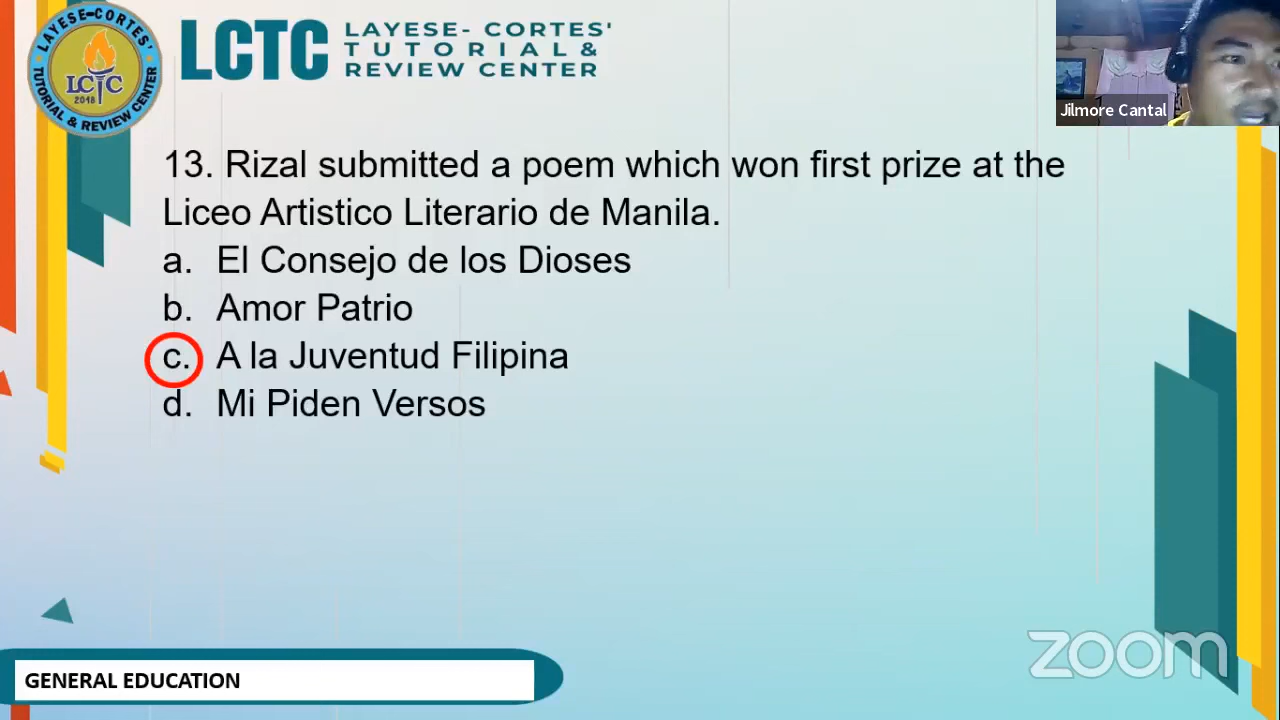 LAYESE-CORTES'
TUTORIAL & REVIEW CENTER
LCTC
2018
LCTC
LAYESE- CORTES'
TUTORIAL &
REVIEW CENTER
Jilmore Cantal
13. Rizal submitted a poem which won first prize at the
Liceo Artistico Literario de Manila.
a. El Consejo de los Dioses
b. Amor Patrio
c. A la Juventud Filipina
d. Mi Piden Versos
zoom
GENERAL EDUCATION